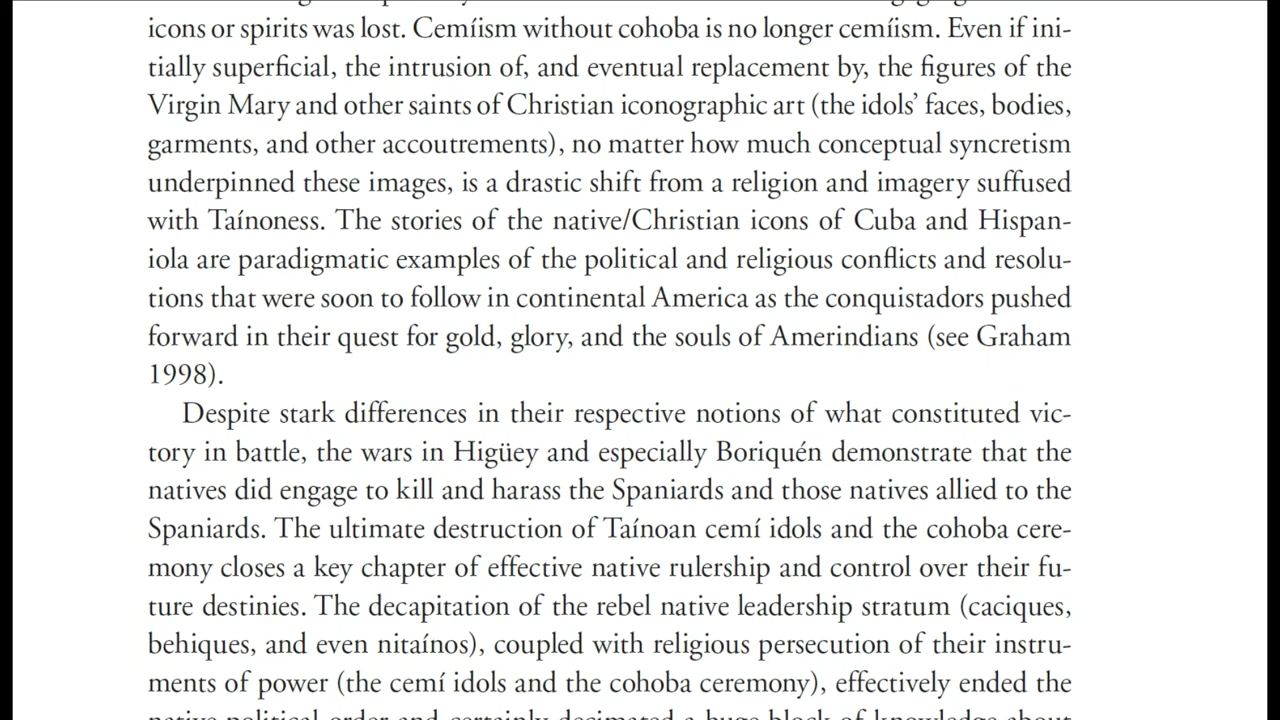 icons or spirits was lost. Cemíism without cohoba is no longer cemíism. Even if ini-
tially superficial, the intrusion of, and eventual replacement by, the figures of the
Virgin Mary and other saints of Christian iconographic art (the idols’ faces, bodies,
garments, and other accoutrements), no matter how much conceptual syncretism
underpinned these images, is a drastic shift from a religion and imagery suffused
with Taínoness. The stories of the native/Christian icons of Cuba and Hispan-
iola are paradigmatic examples of the political and religious conflicts and resolu-
tions that were soon to follow in continental America as the conquistadors pushed
forward in their quest for gold, glory, and the souls of Amerindians (see Graham
1998).
Despite stark differences in their respective notions of what constituted vic-
tory in battle, the wars in Higüey and especially Boriquén demonstrate that the
natives did engage to kill and harass the Spaniards and those natives allied to the
Spaniards. The ultimate destruction of Taínoan cemí idols and the cohoba cere-
mony closes a key chapter of effective native rulership and control over their fu-
ture destinies. The decapitation of the rebel native leadership stratum (caciques,
behiques, and even nitaínos), coupled with religious persecution of their instru-
ments of power (the cemí idols and the cohoba ceremony), effectively ended the
native political order and certainly decimated a huge block of knowledge about